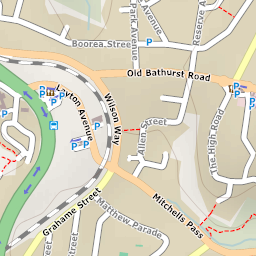 Park Avenue
Reserve A
Boorea Street
Old Bathurst Road
Layton Avenue
Wilson Way
Allen Street
The High Road
Grahame Street
Mitchells Pass
Matthew Parade
P
P
P
P
P
P
P
P